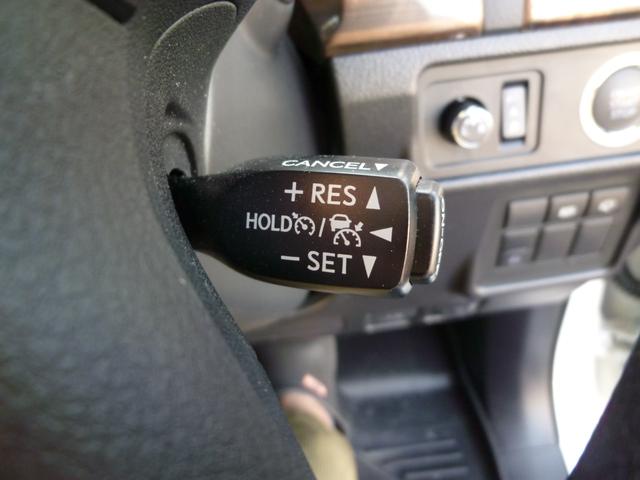 CANCEL▼
+ RES ▲
HOLD / ◀
− SET ▼